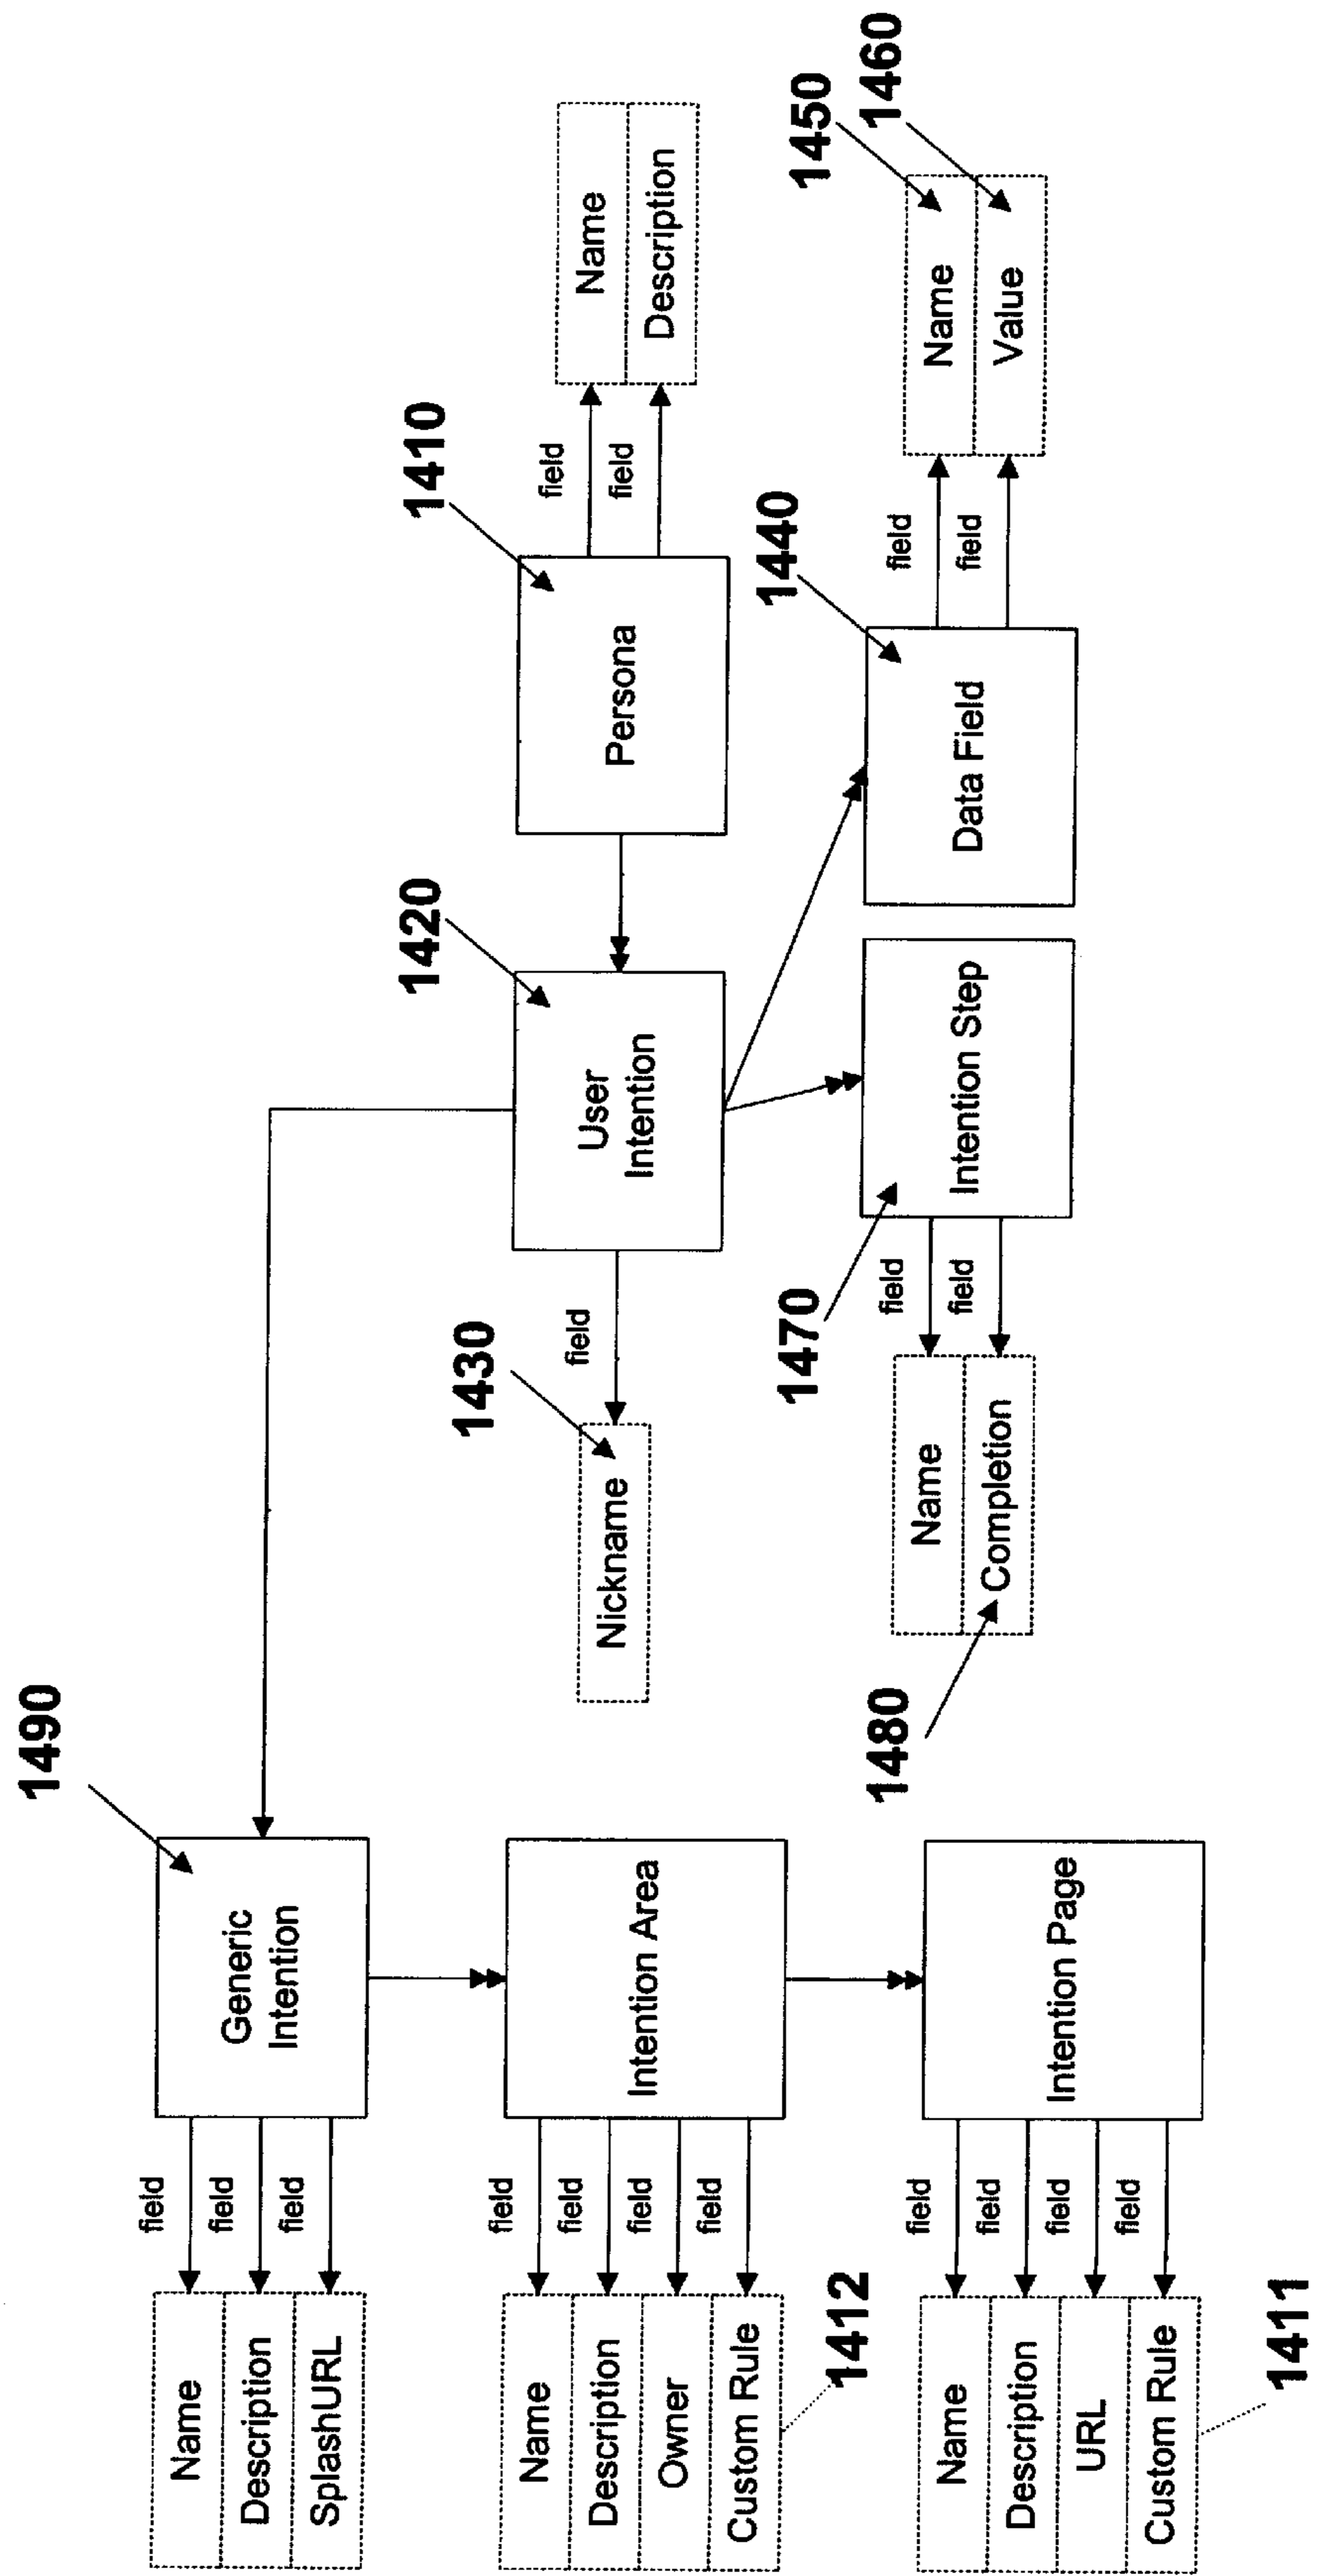 1490
field
Name
field
Description
field
SplashURL
Generic
Intention
field
Name
field
Description
field
Owner
field
Custom Rule
1412
Intention Area
field
Name
field
Description
field
URL
field
Custom Rule
1411
Intention Page
1430
Nickname
field
1420
User
Intention
1410
Persona
field
Name
field
Description
1470
field
Name
field
Completion
1480
Intention Step
1440
Data Field
field
Name
field
Value
1450
1460